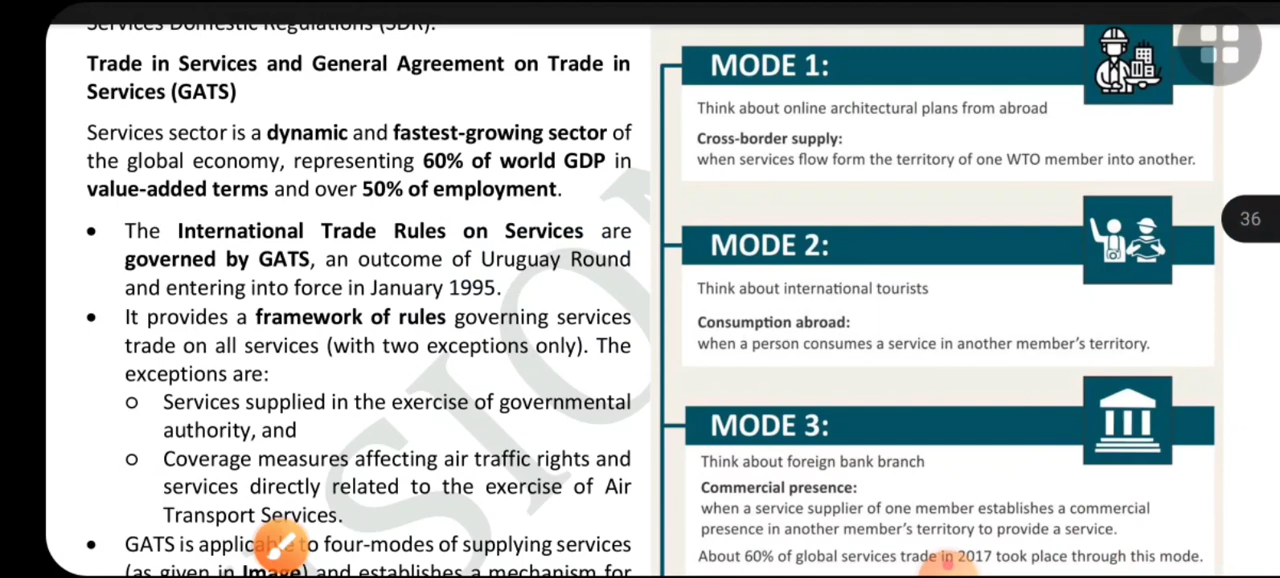 Services Domestic Regulations (SDR).
Trade in Services and General Agreement on Trade in
Services (GATS)
Services sector is a dynamic and fastest-growing sector of
the global economy, representing 60% of world GDP in
value-added terms and over 50% of employment.
• The International Trade Rules on Services are
governed by GATS, an outcome of Uruguay Round
and entering into force in January 1995.
• It provides a framework of rules governing services
trade on all services (with two exceptions only). The
exceptions are:
o Services supplied in the exercise of governmental
authority, and
o Coverage measures affecting air traffic rights and
services directly related to the exercise of Air
Transport Services.
• GATS is applicable to four-modes of supplying services
(as given in Image) and establishes a mechanism for
MODE 1:
Think about online architectural plans from abroad
Cross-border supply:
when services flow form the territory of one WTO member into another.
MODE 2:
Think about international tourists
Consumption abroad:
when a person consumes a service in another member's territory.
MODE 3:
Think about foreign bank branch
Commercial presence:
when a service supplier of one member establishes a commercial
presence in another member's territory to provide a service.
About 60% of global services trade in 2017 took place through this mode.
36